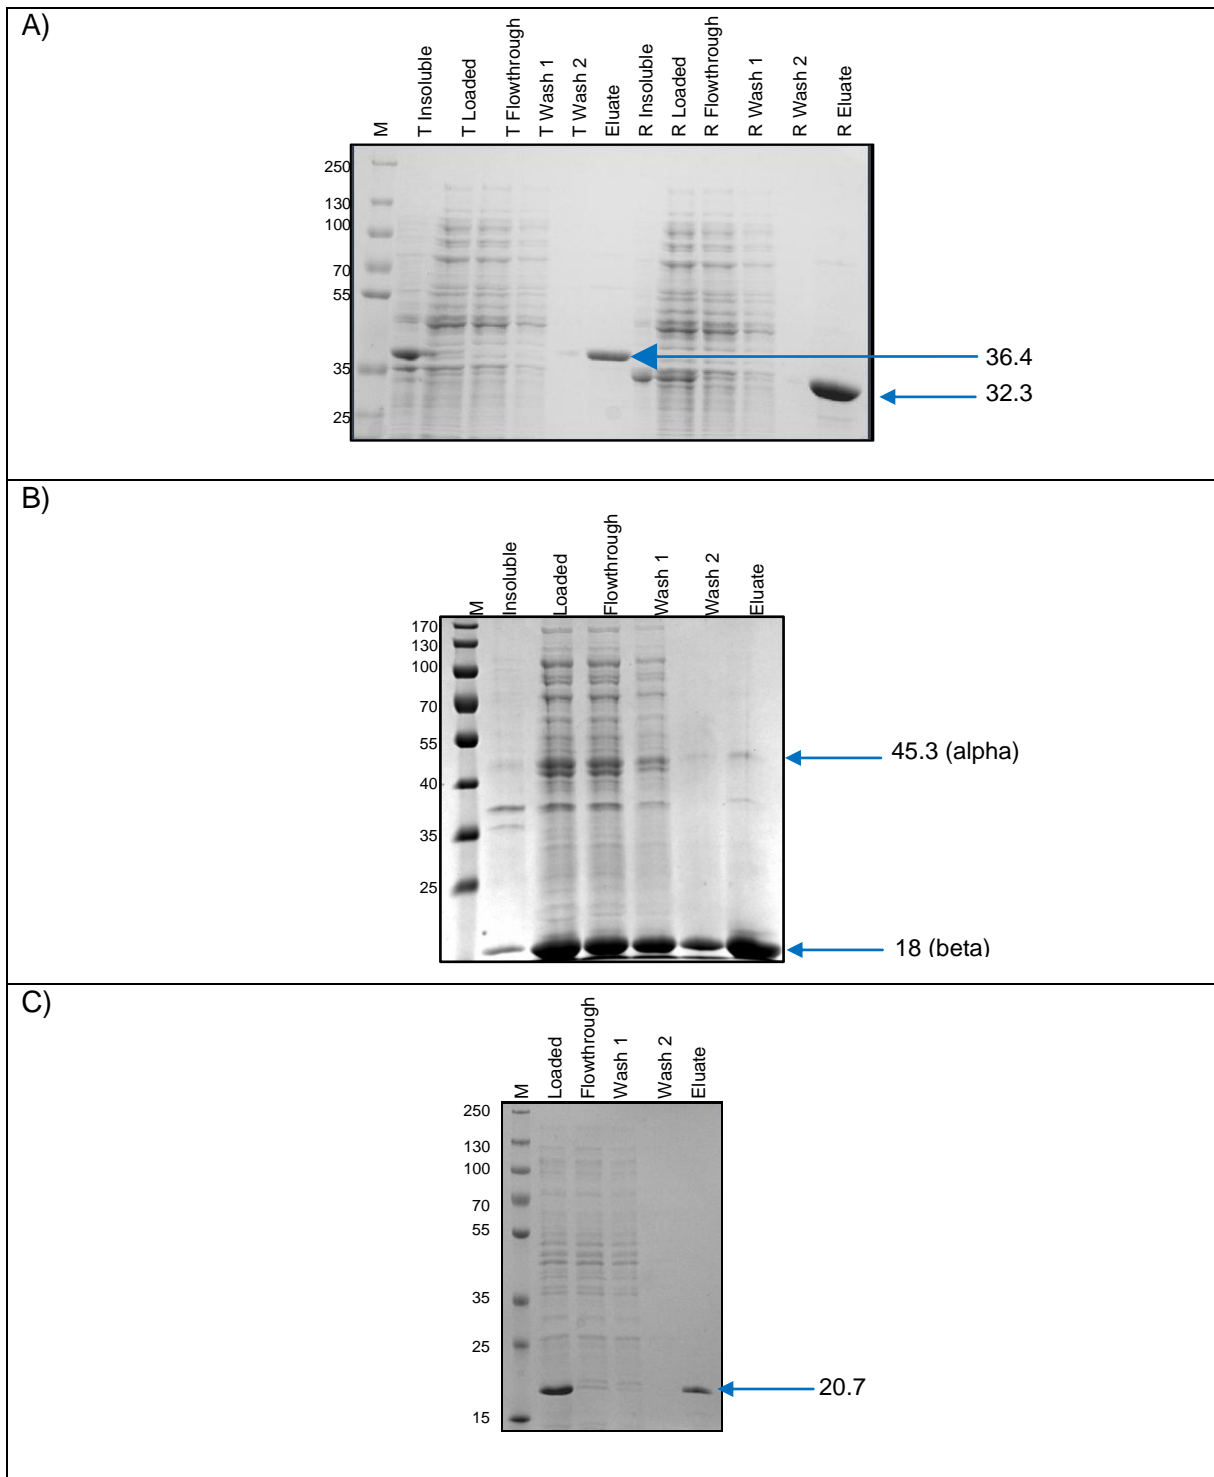 A)
M
T Insoluble
T Loaded
T Flowthrough
T Wash 1
T Wash 2
Eluate
R Insoluble
R Loaded
R Flowthrough
R Wash 1
R Wash 2
R Eluate
250
130
100
70
55
35
25
36.4
32.3
B)
M
Insoluble
Loaded
Flowthrough
Wash 1
Wash 2
Eluate
170
130
100
70
55
40
35
25
45.3 (alpha)
18 (beta)
C)
M
Loaded
Flowthrough
Wash 1
Wash 2
Eluate
250
130
100
70
55
35
25
15
20.7